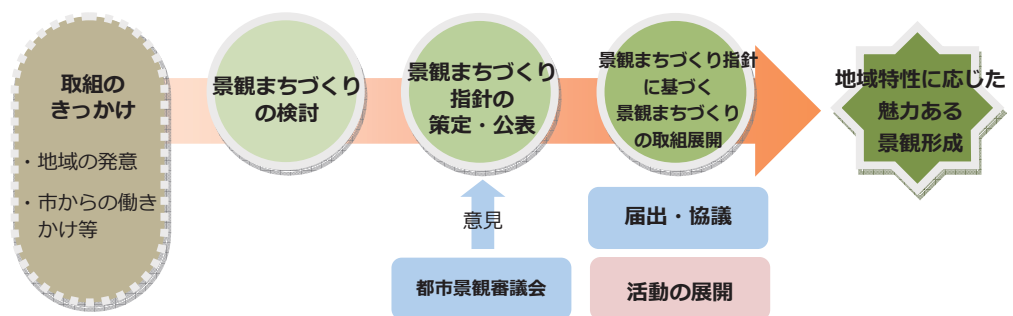 取組の
きっかけ
・地域の発意
・市からの働き
かけ等
景観まちづくり
の検討
景観まちづくり
指針の
策定・公表
景観まちづくり指針
に基づく
景観まちづくり
の取組展開
地域特性に応じた
魅力ある
景観形成
意見
都市景観審議会
届出・協議
活動の展開